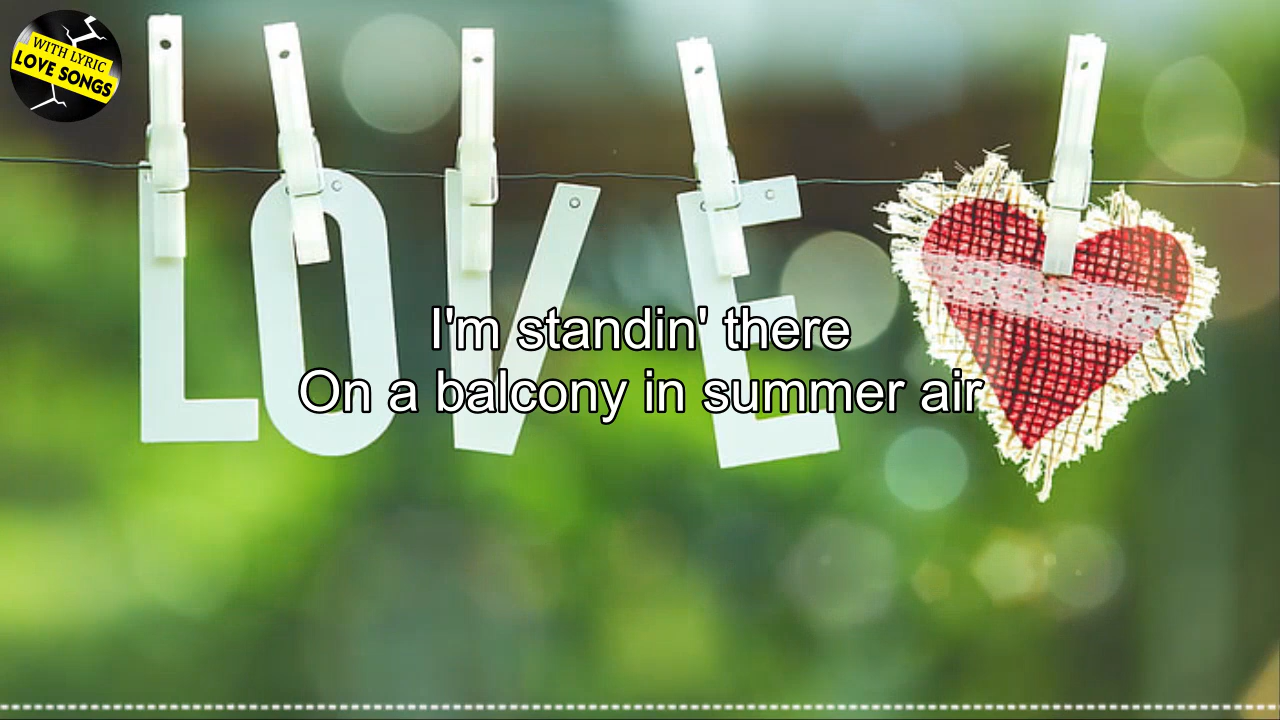 WITH LYRIC
LOVE SONGS
LOVE
I'm standin' there
On a balcony in summer air